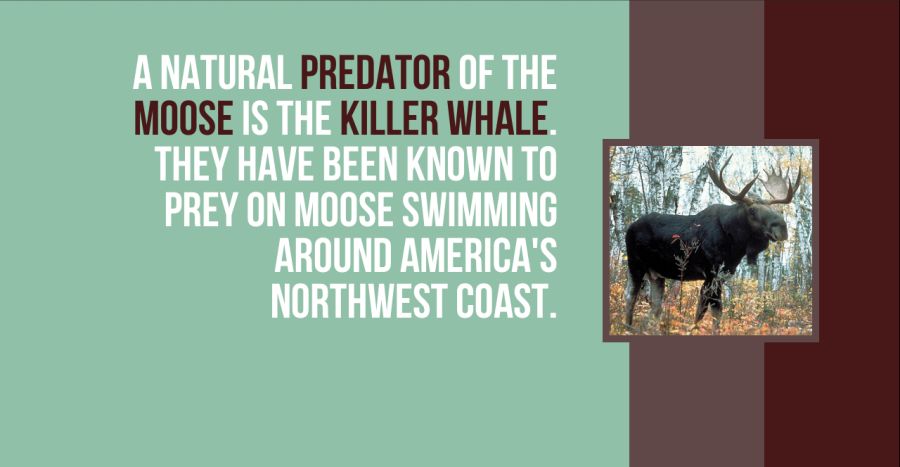 A NATURAL PREDATOR OF THE
MOOSE IS THE KILLER WHALE.
THEY HAVE BEEN KNOWN TO
PREY ON MOOSE SWIMMING
AROUND AMERICA'S
NORTHWEST COAST.